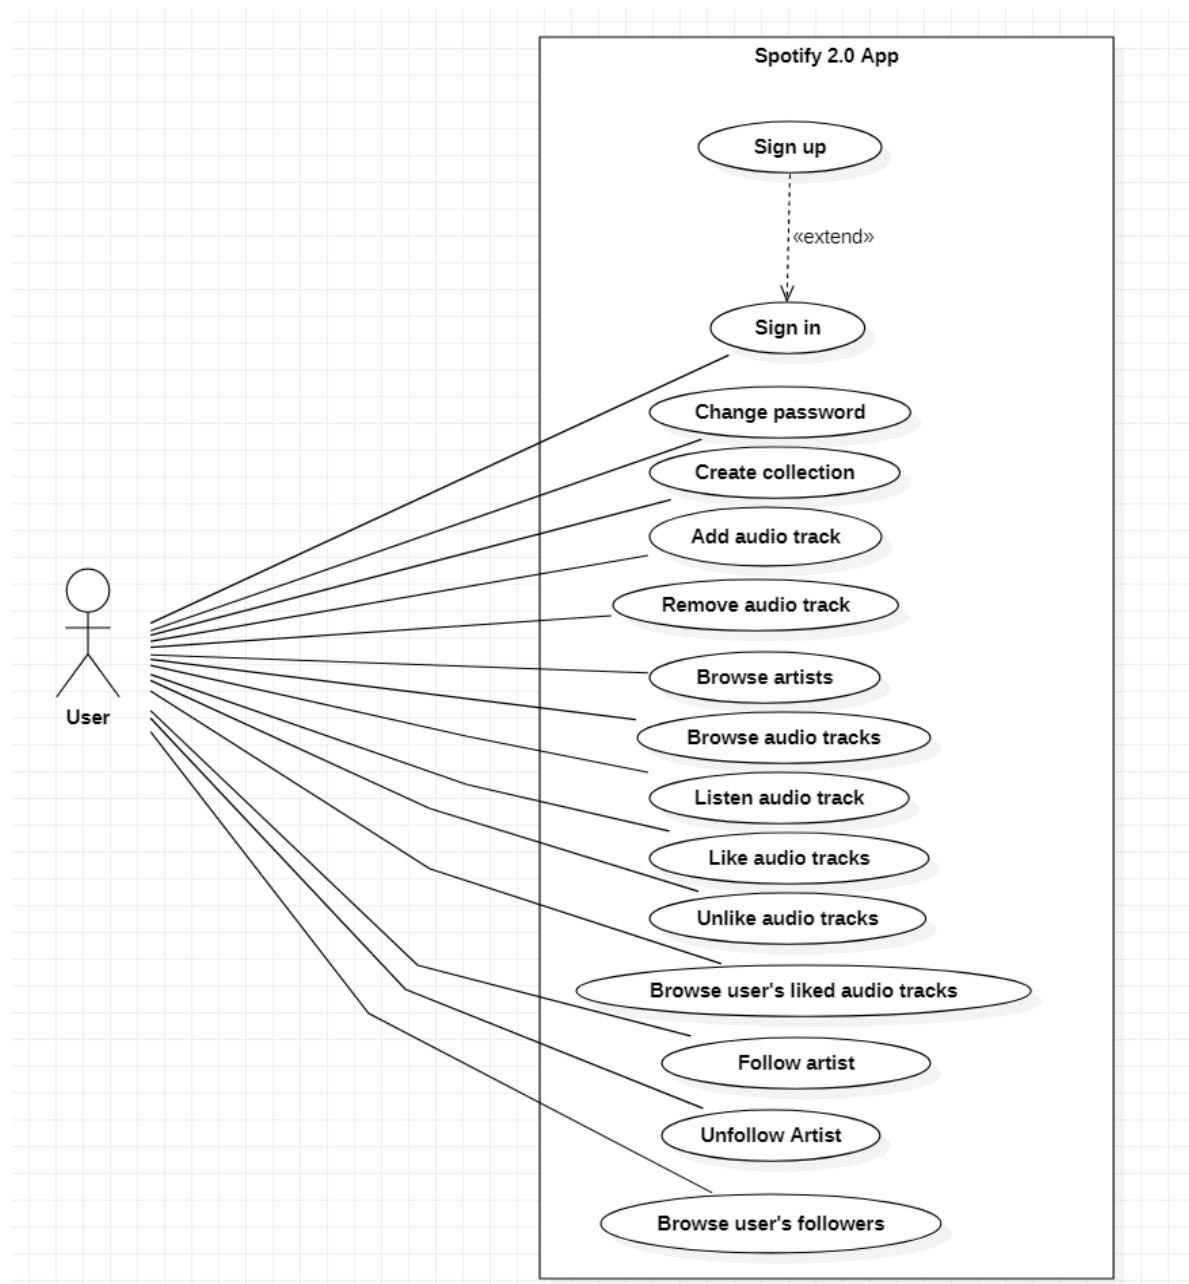 Spotify 2.0 App
Sign up
«extend»
Sign in
Change password
Create collection
Add audio track
Remove audio track
Browse artists
User
Browse audio tracks
Listen audio track
Like audio tracks
Unlike audio tracks
Browse user's liked audio tracks
Follow artist
Unfollow Artist
Browse user's followers